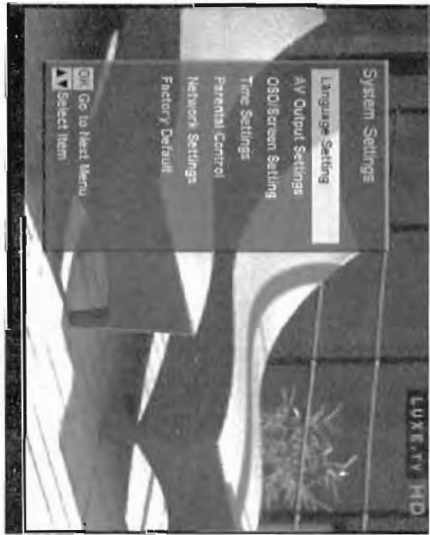 LUXE.TV HD
System Settings
Language Setting
AV Output Settings
OSD/Screen Setting
Time Settings
Parental Control
Network Settings
Factory Default
OK Go to Next Menu
▲▼ Select Item